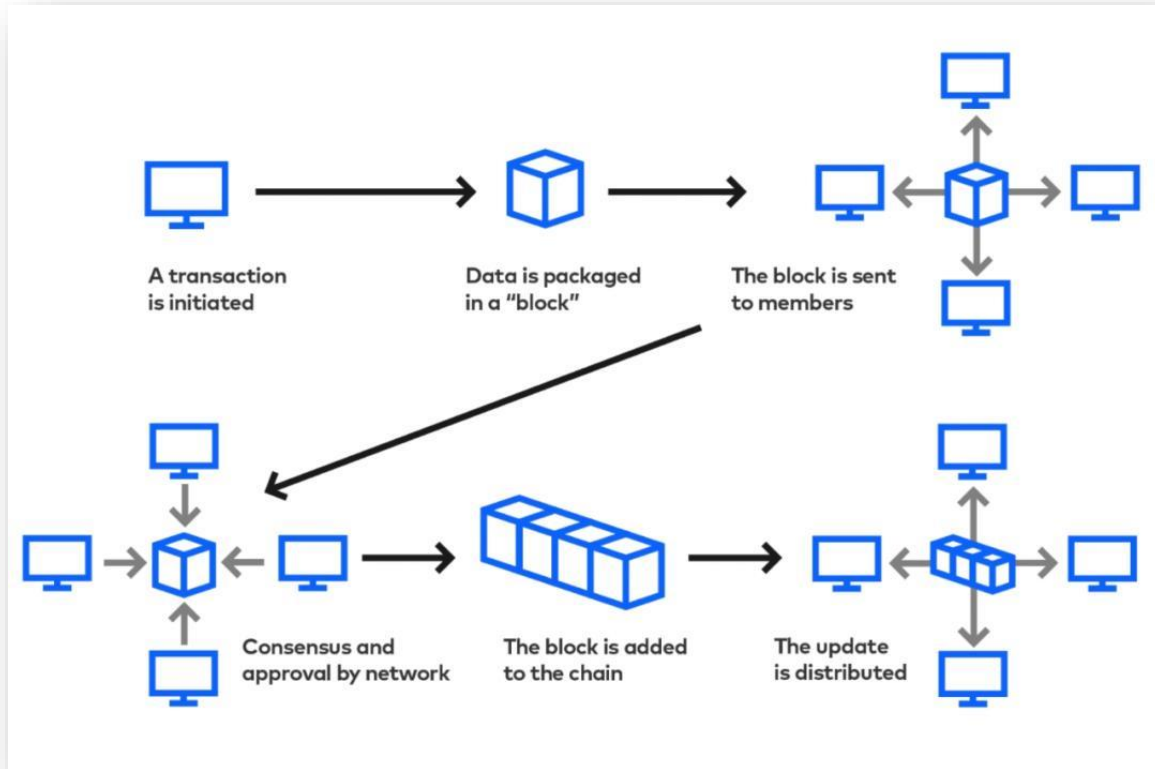 A transaction
is initiated
Data is packaged
in a “block”
The block is sent
to members
Consensus and
approval by network
The block is added
to the chain
The update
is distributed